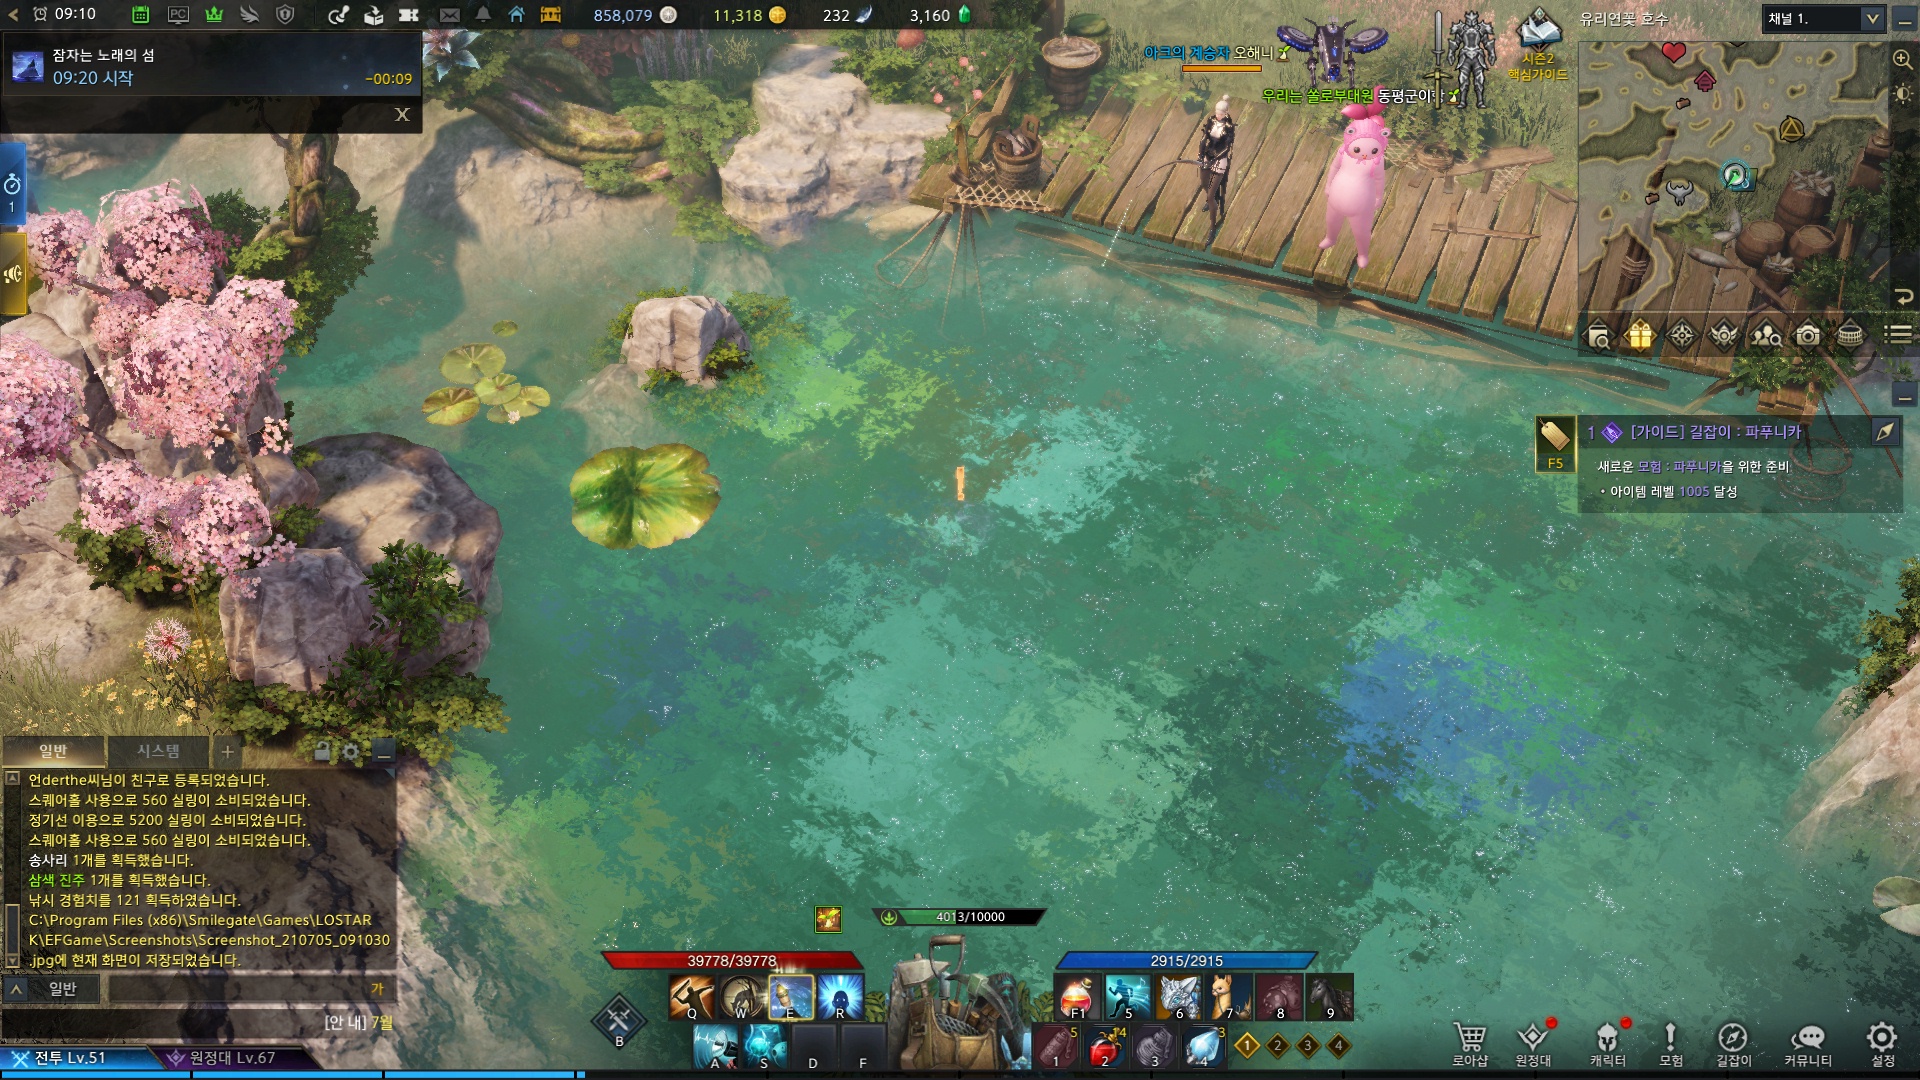 09:10
PC
858,079
11,318
232
3,160
잠자는 노래의 섬
09:20 시작
-00:09
X
1
아크의 계승자 오해니
우리는 쏠로부대원 동평군이
시즌2
핵심가이드
유리연꽃 호수
채널 1.
F5
1 [가이드] 길잡이 : 파푸니카
새로운 모험 : 파푸니카을 위한 준비
• 아이템 레벨 1005 달성
일반
시스템
+
언derthe씨님이 친구로 등록되었습니다.
스퀘어홀 사용으로 560 실링이 소비되었습니다.
정기선 이용으로 5200 실링이 소비되었습니다.
스퀘어홀 사용으로 560 실링이 소비되었습니다.
송사리 1개를 획득했습니다.
삼색 진주 1개를 획득했습니다.
낚시 경험치를 121 획득하였습니다.
C:\Program Files (x86)\Smilegate\Games\LOSTAR
K\EFGame\Screenshots\Screenshot_210705_091030
.jpg에 현재 화면이 저장되었습니다.
일반
가
[안 내] 7월
전투 Lv.51
원정대 Lv.67
4013/10000
39778/39778
2915/2915
Q W E R
A S D F
B
F1 5 6 7 8 9
5 14 3
1 2 3 4
1 2 3 4
로아샵
원정대
캐릭터
모험
길잡이
커뮤니티
설정